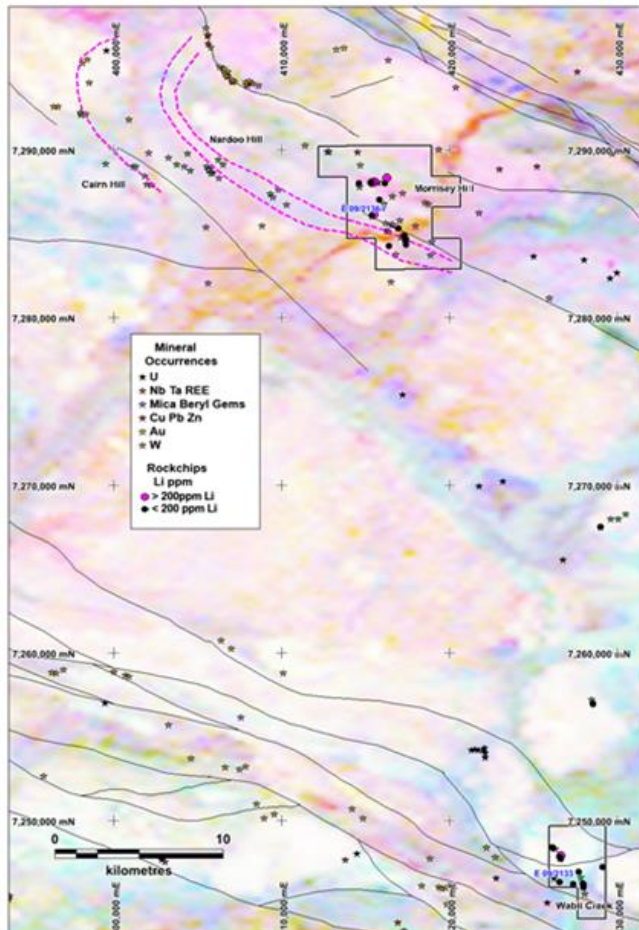 400,000 mE
410,000 mE
420,000 mE
430,000 mE
Nardoo Hill
7,290,000 mN
7,290,000 mN
Cairn Hill
Morrisey Hill
7,280,000 mN
7,280,000 mN
Mineral
Occurrences
U
Nb Ta REE
Mica Beryl Gems
Cu Pb Zn
Au
W
Rockchips
Li ppm
> 200ppm Li
< 200 ppm Li
7,270,000 mN
7,270,000 mN
7,260,000 mN
7,260,000 mN
7,250,000 mN
7,250,000 mN
0
10
kilometres
E 09/2133